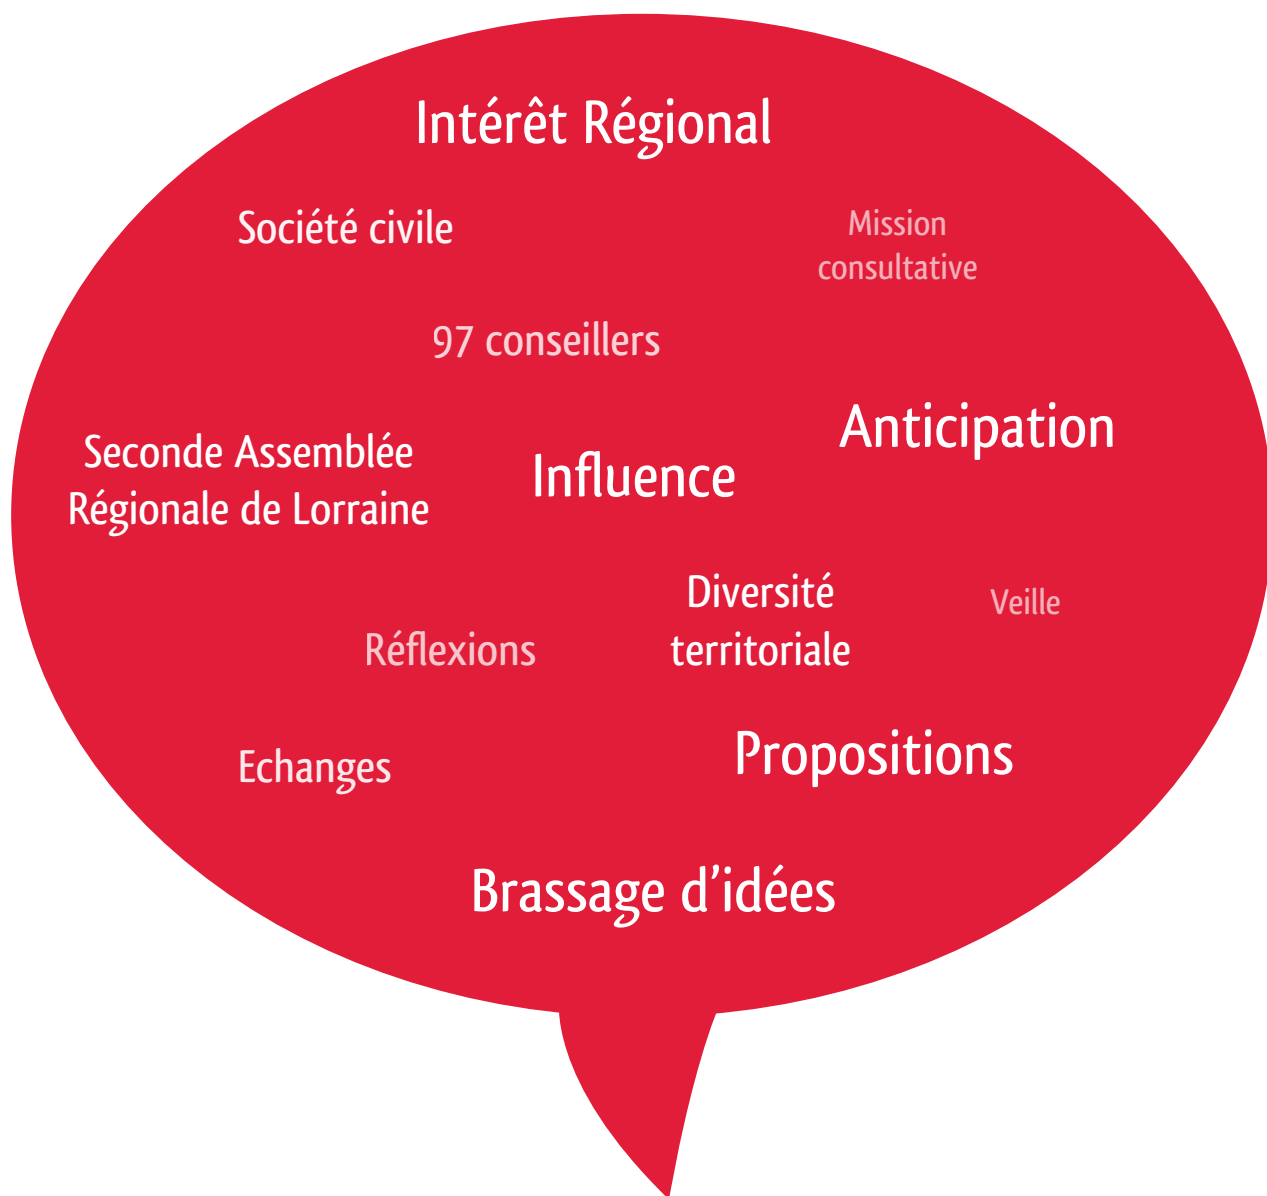 Intérêt Régional
Société civile
Mission
consultative
97 conseillers
Anticipation
Seconde Assemblée
Régionale de Lorraine
Influence
Diversité
territoriale
Veille
Réflexions
Propositions
Echanges
Brassage d’idées